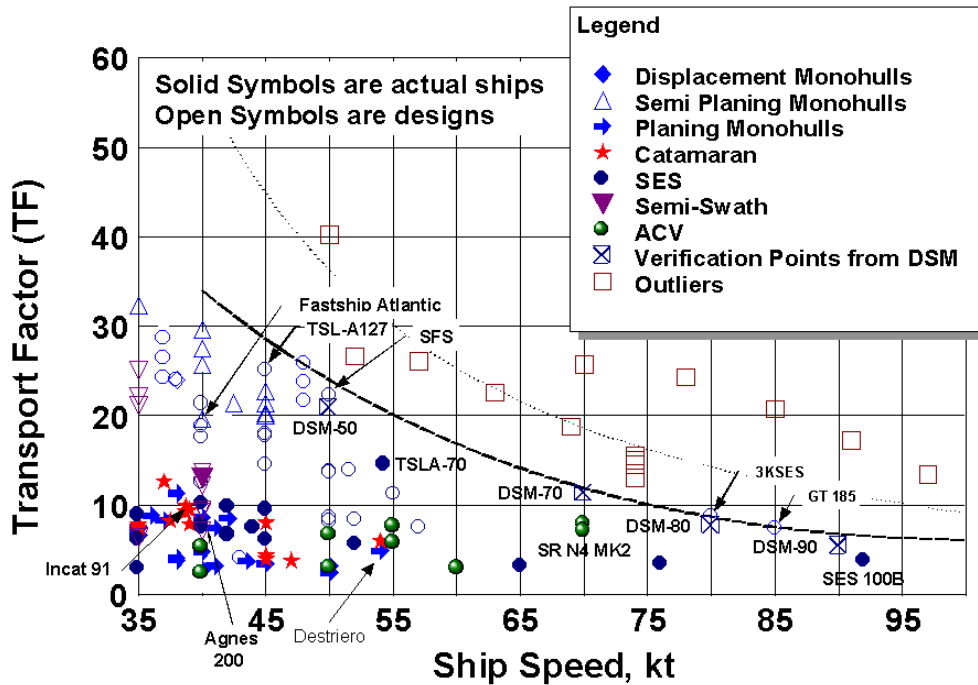 Legend
Displacement Monohulls
Semi Planing Monohulls
Planing Monohulls
Catamaran
SES
Semi-Swath
ACV
Verification Points from DSM
Outliers
Solid Symbols are actual ships
Open Symbols are designs
Transport Factor (TF)
60
50
40
30
20
10
0
Fastship Atlantic
TSL-A127
SFS
DSM-50
TSLA-70
DSM-70
3KSES
GT 185
DSM-80
SR N4 MK2
DSM-90
SES 100B
Incat 91
Agnes
200
Destriero
35
45
55
65
75
85
95
Ship Speed, kt